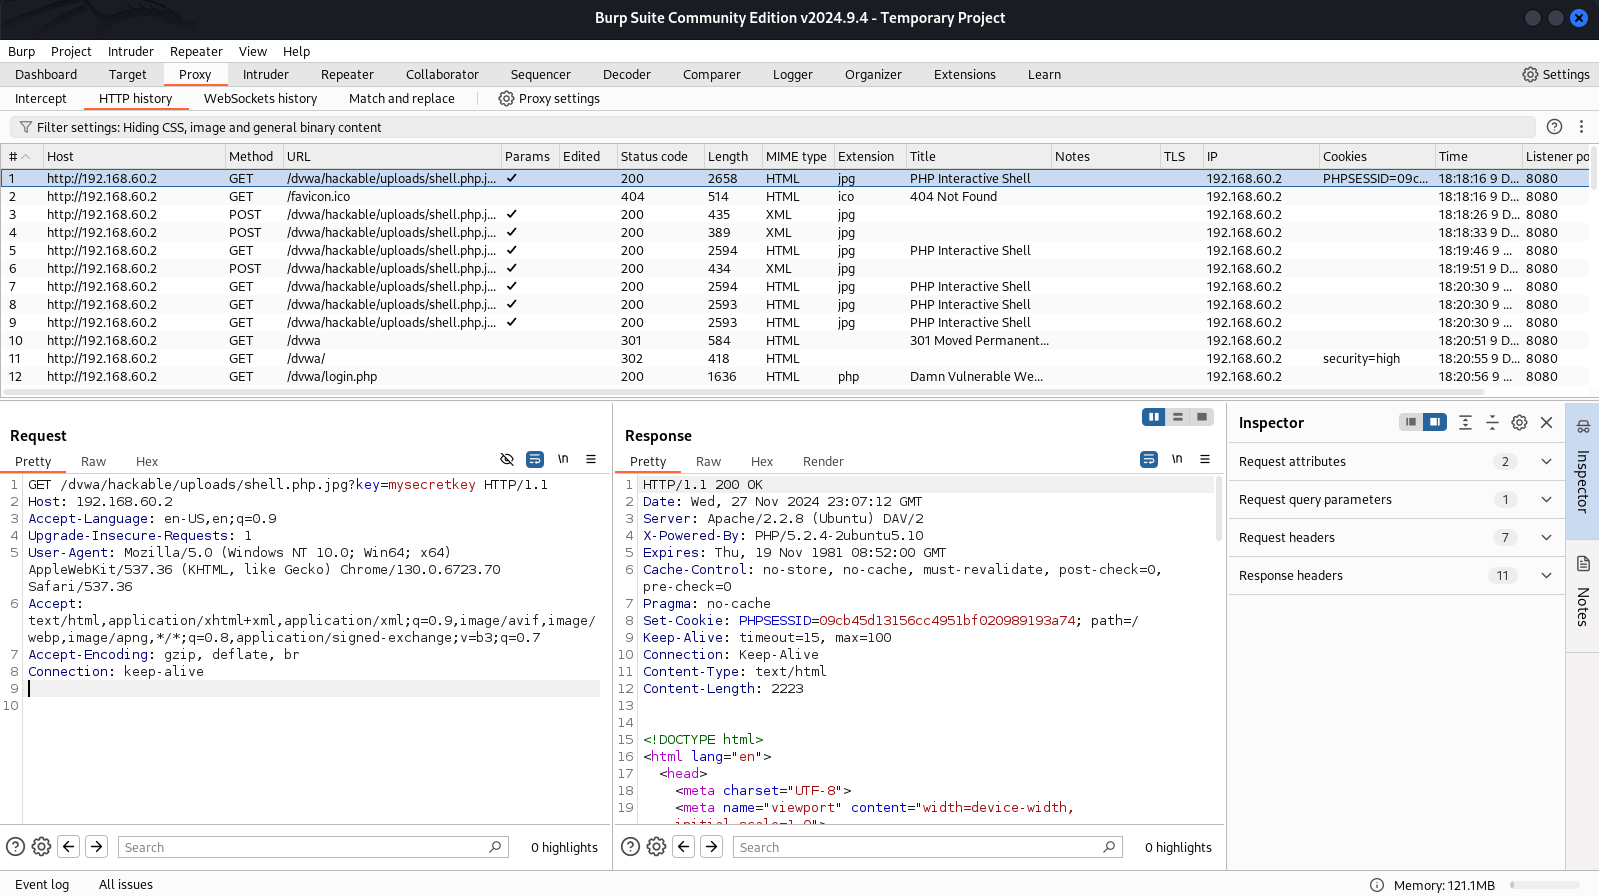 Burp Suite Community Edition v2024.9.4 - Temporary Project
Burp Project Intruder Repeater View Help
Dashboard Target Proxy Intruder Repeater Collaborator Sequencer Decoder Comparer Logger Organizer Extensions Learn Settings
Intercept HTTP history WebSockets history Match and replace Proxy settings
Filter settings: Hiding CSS, image and general binary content
# Host Method URL Params Edited Status code Length MIME type Extension Title Notes TLS IP Cookies Time Listener po
1 http://192.168.60.2 GET /dvwa/hackable/uploads/shell.php.j... ✓ 200 2658 HTML jpg PHP Interactive Shell 192.168.60.2 PHPSESSID=09c... 18:18:16 9 D... 8080
2 http://192.168.60.2 GET /favicon.ico 404 514 HTML ico 404 Not Found 192.168.60.2 18:18:16 9 D... 8080
3 http://192.168.60.2 POST /dvwa/hackable/uploads/shell.php.j... ✓ 200 435 XML jpg 192.168.60.2 18:18:26 9 D... 8080
4 http://192.168.60.2 POST /dvwa/hackable/uploads/shell.php.j... ✓ 200 389 XML jpg 192.168.60.2 18:18:33 9 D... 8080
5 http://192.168.60.2 GET /dvwa/hackable/uploads/shell.php.j... ✓ 200 2594 HTML jpg PHP Interactive Shell 192.168.60.2 18:19:46 9 D... 8080
6 http://192.168.60.2 POST /dvwa/hackable/uploads/shell.php.j... ✓ 200 434 XML jpg 192.168.60.2 18:19:51 9 D... 8080
7 http://192.168.60.2 GET /dvwa/hackable/uploads/shell.php.j... ✓ 200 2594 HTML jpg PHP Interactive Shell 192.168.60.2 18:20:30 9 ... 8080
8 http://192.168.60.2 GET /dvwa/hackable/uploads/shell.php.j... ✓ 200 2593 HTML jpg PHP Interactive Shell 192.168.60.2 18:20:30 9 ... 8080
9 http://192.168.60.2 GET /dvwa/hackable/uploads/shell.php.j... ✓ 200 2593 HTML jpg PHP Interactive Shell 192.168.60.2 18:20:30 9 ... 8080
10 http://192.168.60.2 GET /dvwa 301 584 HTML 301 Moved Permanent... 192.168.60.2 18:20:51 9 D... 8080
11 http://192.168.60.2 GET /dvwa/ 302 418 HTML 192.168.60.2 security=high 18:20:55 9 D... 8080
12 http://192.168.60.2 GET /dvwa/login.php 200 1636 HTML php Damn Vulnerable We... 192.168.60.2 18:20:56 9 ... 8080
Request
Pretty Raw Hex \n
1 GET /dvwa/hackable/uploads/shell.php.jpg?key=mysecretkey HTTP/1.1
2 Host: 192.168.60.2
3 Accept-Language: en-US,en;q=0.9
4 Upgrade-Insecure-Requests: 1
5 User-Agent: Mozilla/5.0 (Windows NT 10.0; Win64; x64)
AppleWebKit/537.36 (KHTML, like Gecko) Chrome/130.0.6723.70
Safari/537.36
6 Accept:
text/html,application/xhtml+xml,application/xml;q=0.9,image/avif,image/
webp,image/apng,*/*;q=0.8,application/signed-exchange;v=b3;q=0.7
7 Accept-Encoding: gzip, deflate, br
8 Connection: keep-alive
9
10
Search 0 highlights
Response
Pretty Raw Hex Render \n
1 HTTP/1.1 200 OK
2 Date: Wed, 27 Nov 2024 23:07:12 GMT
3 Server: Apache/2.2.8 (Ubuntu) DAV/2
4 X-Powered-By: PHP/5.2.4-2ubuntu5.10
5 Expires: Thu, 19 Nov 1981 08:52:00 GMT
6 Cache-Control: no-store, no-cache, must-revalidate, post-check=0,
pre-check=0
7 Pragma: no-cache
8 Set-Cookie: PHPSESSID=09cb45d13156cc4951bf020989193a74; path=/
9 Keep-Alive: timeout=15, max=100
10 Connection: Keep-Alive
11 Content-Type: text/html
12 Content-Length: 2223
13
14
15 <!DOCTYPE html>
16 <html lang="en">
17 <head>
18 <meta charset="UTF-8">
19 <meta name="viewport" content="width=device-width,
initial-scale=1.0">
Search 0 highlights
Inspector
Request attributes 2
Request query parameters 1
Request headers 7
Response headers 11
Inspector
Notes
Event log All issues Memory: 121.1MB